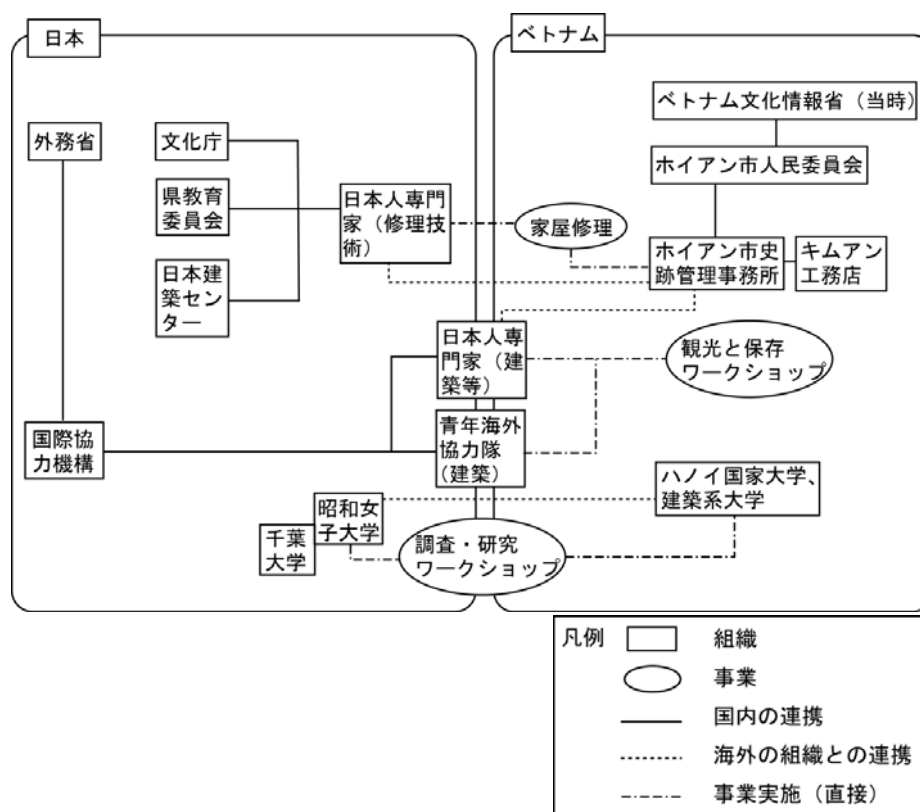 日本
ベトナム
ベトナム文化情報省（当時）
外務省
文化庁
ホイアン市人民委員会
県教育
委員会
日本人専
門家（修理技
術）
家屋修理
ホイアン市史
跡管理事務所
キムアン
工務店
日本建
築セン
ター
日本人専
門家（建
築等）
観光と保存
ワークショップ
国際協
力機構
青年海外
協力隊
（建築）
ハノイ国家大学、
建築系大学
昭和女
子大学
千葉
大学
調査・研究
ワークショップ
凡例
組織
事業
国内の連携
海外の組織との連携
事業実施（直接）